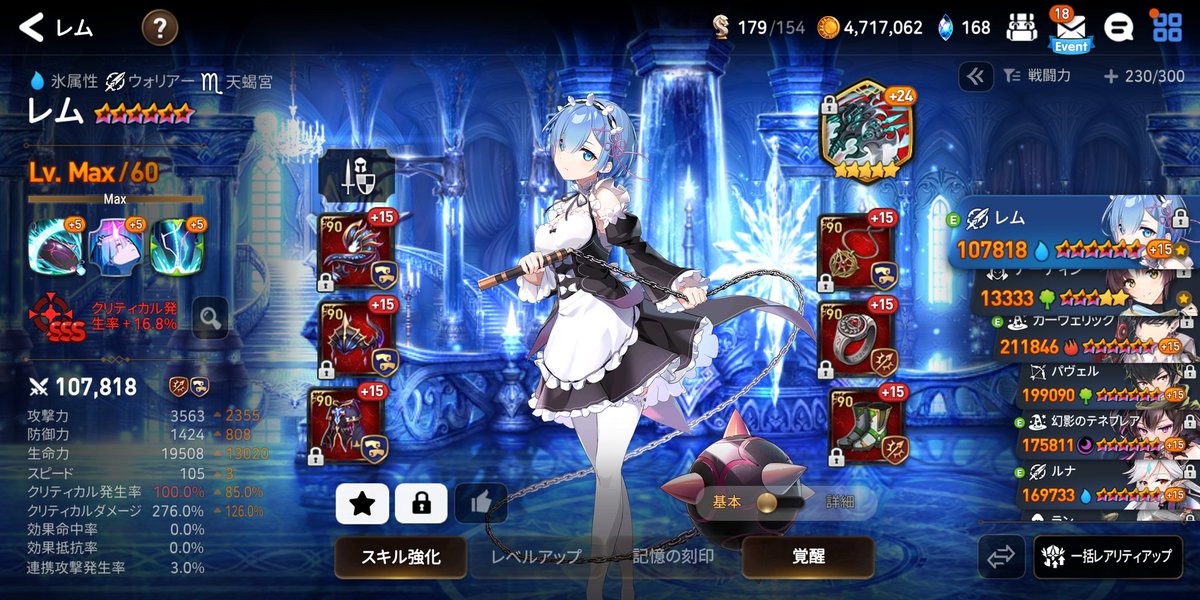 レム
?
179/154
4,717,062
168
18
Event
氷属性 ウォリアー 天蝎宮
レム
Lv. Max/60
Max
+5 +5 +5
SSS
クリティカル発
生率+16.8%
107,818
攻撃力 3563 2355
防御力 1424 808
生命力 19508 13020
スピード 105 3
クリティカル発生率 100.0% 85.0%
クリティカルダメージ 276.0% 126.0%
効果命中率 0.0%
効果抵抗率 0.0%
連携攻撃発生率 3.0%
90 +15
90 +15
90 +15
+24
90 +15
90 +15
90 +15
基本 詳細
スキル強化
レベルアップ
記憶の刻印
覚醒
戦闘力
+ 230/300
E レム
107818 +15
13333
E カーウェリック
211846 +15
パヴェル
199090 +15
E 幻影のテネブレア
175811 +15
E ルナ
169733 +15
ラン
一括レアリティアップ